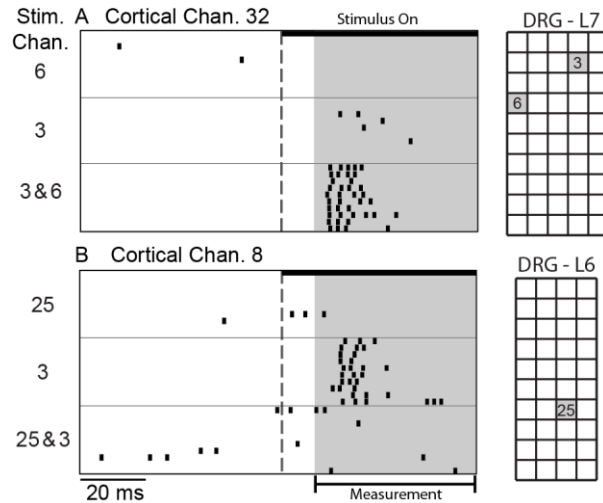 Stim. A Cortical Chan. 32 Stimulus On DRG - L7
Chan.
6
3
3 & 6
3
6
B Cortical Chan. 8
DRG - L6
25
3
25 & 3
25
20 ms
Measurement